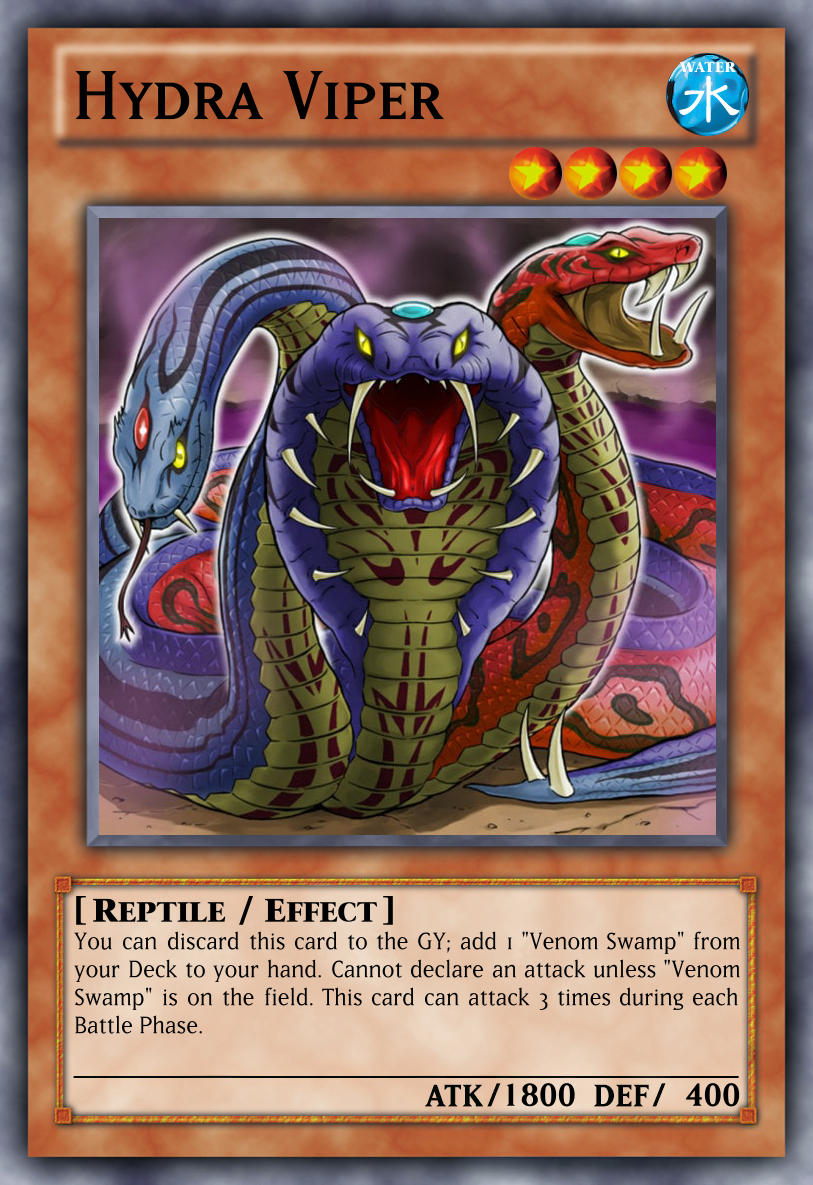 Hydra Viper
WATER
水
[ Reptile / Effect ]
You can discard this card to the GY; add 1 "Venom Swamp" from
your Deck to your hand. Cannot declare an attack unless "Venom
Swamp" is on the field. This card can attack 3 times during each
Battle Phase.
ATK/1800 DEF/ 400